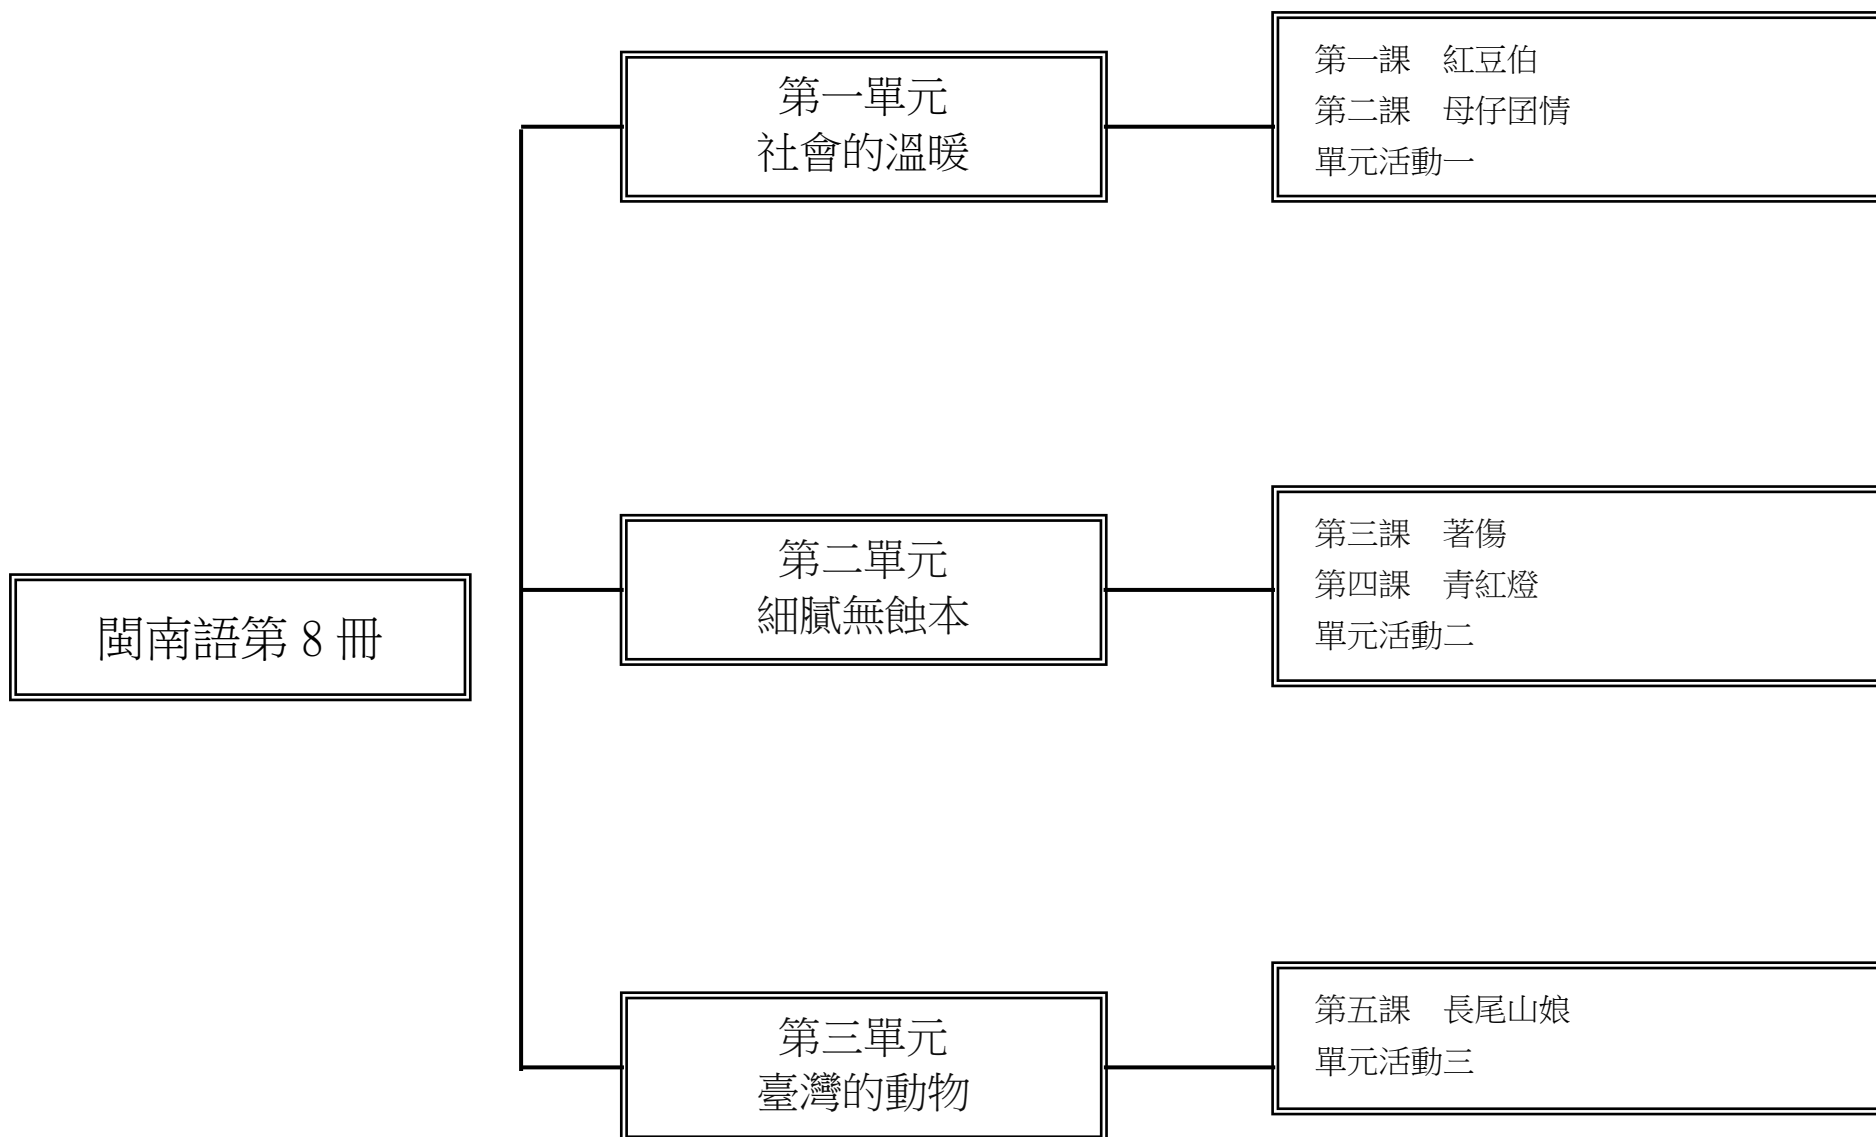 閩南語第 8 冊
第一單元
社會的溫暖
第一課　紅豆伯
第二課　母仔囝情
單元活動一
第二單元
細膩無蝕本
第三課　著傷
第四課　青紅燈
單元活動二
第三單元
臺灣的動物
第五課　長尾山娘
單元活動三